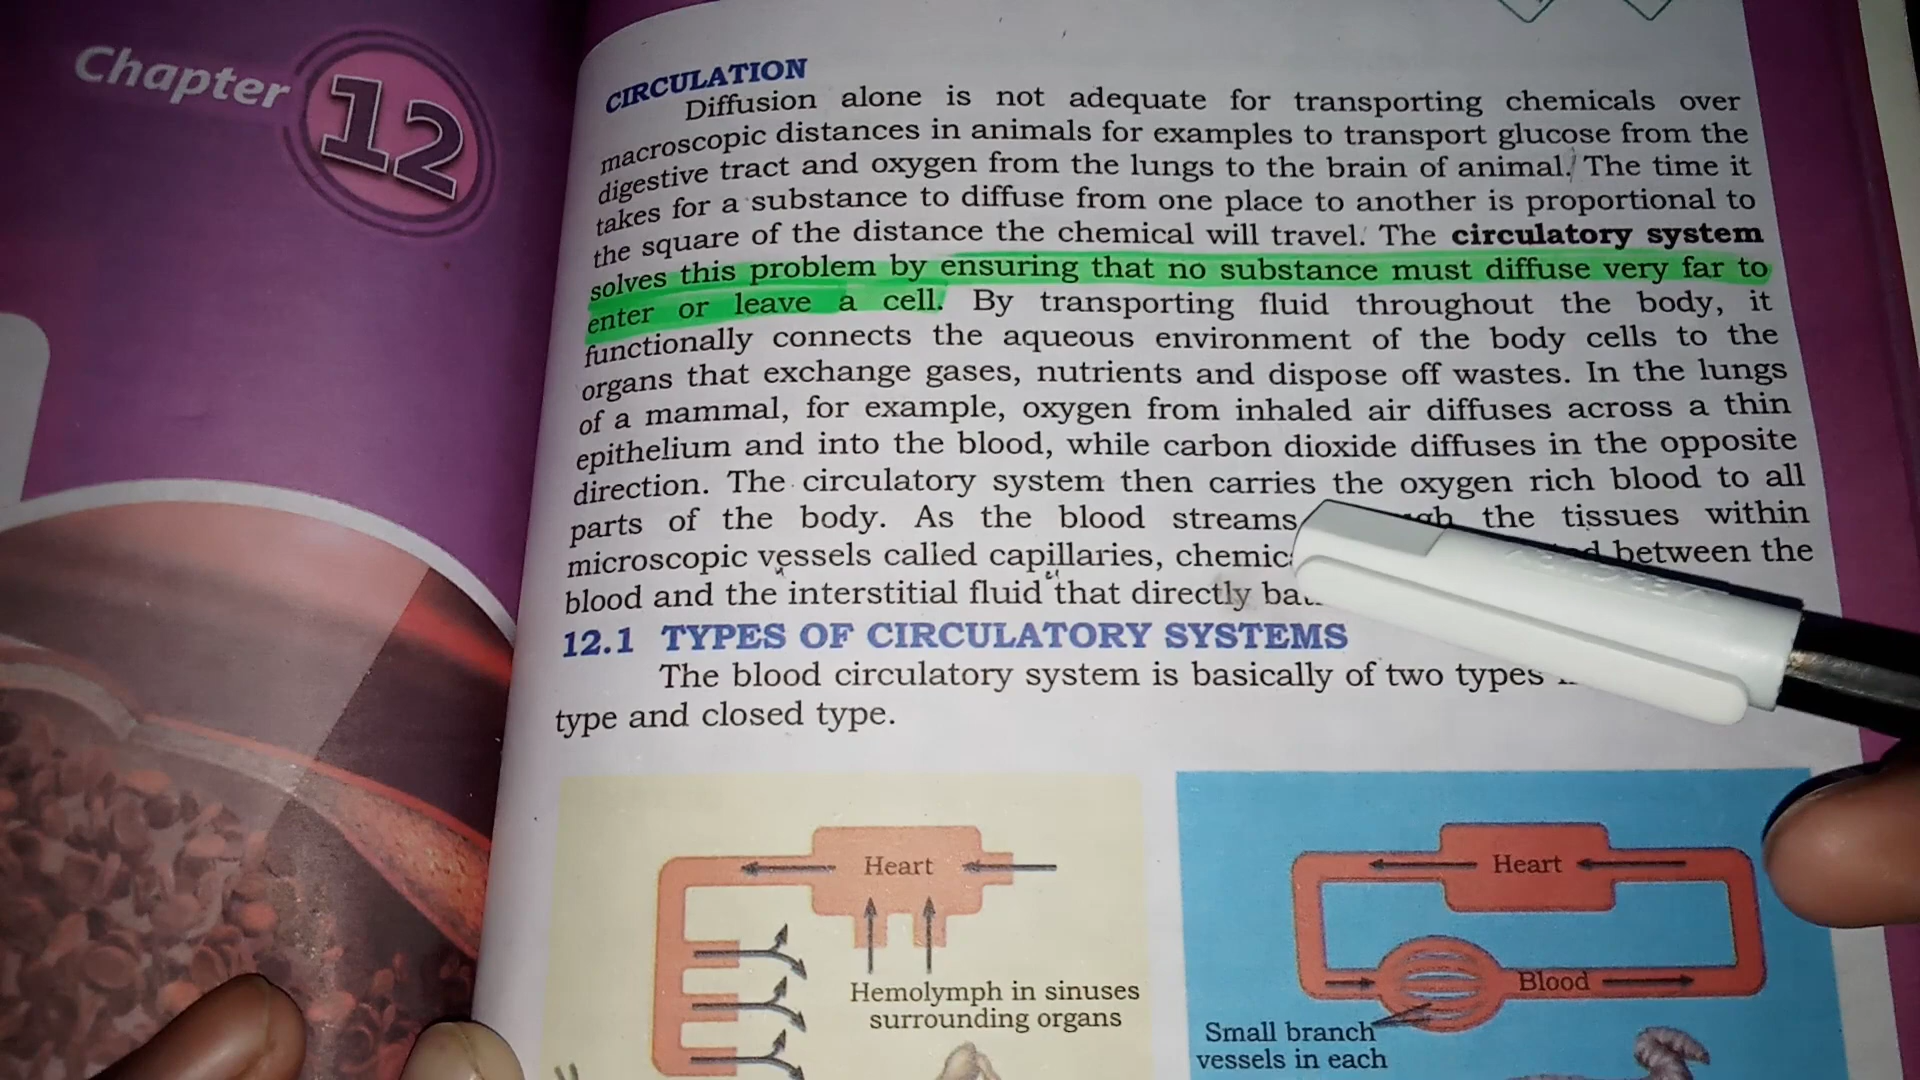 Chapter 12
CIRCULATION
Diffusion alone is not adequate for transporting chemicals over
macroscopic distances in animals for examples to transport glucose from the
digestive tract and oxygen from the lungs to the brain of animal. The time it
takes for a substance to diffuse from one place to another is proportional to
the square of the distance the chemical will travel. The circulatory system
solves this problem by ensuring that no substance must diffuse very far to
enter or leave a cell. By transporting fluid throughout the body, it
functionally connects the aqueous environment of the body cells to the
organs that exchange gases, nutrients and dispose off wastes. In the lungs
of a mammal, for example, oxygen from inhaled air diffuses across a thin
epithelium and into the blood, while carbon dioxide diffuses in the opposite
direction. The circulatory system then carries the oxygen rich blood to all
parts of the body. As the blood streams the tissues within
microscopic vessels called capillaries, between the
blood and the interstitial fluid that directly
12.1 TYPES OF CIRCULATORY SYSTEMS
The blood circulatory system is basically of two types
type and closed type.
Heart
Hemolymph in sinuses
surrounding organs
Heart
Blood
Small branch
vessels in each